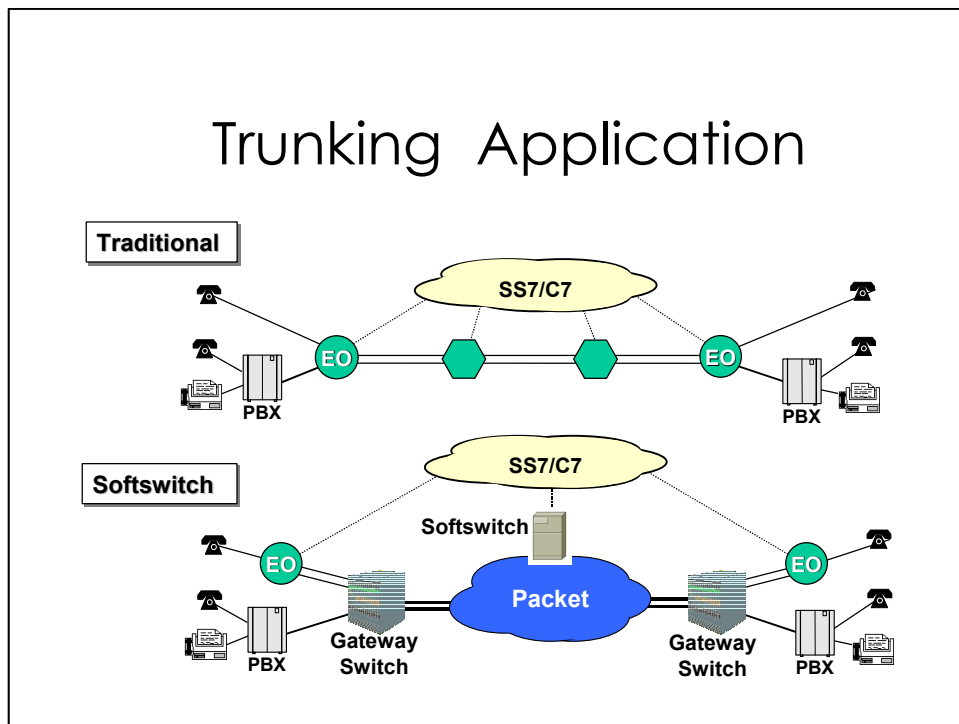 Trunking Application
Traditional
SS7/C7
EO
EO
PBX
PBX
Softswitch
SS7/C7
Softswitch
EO
EO
Packet
PBX
Gateway
Switch
Gateway
Switch
PBX